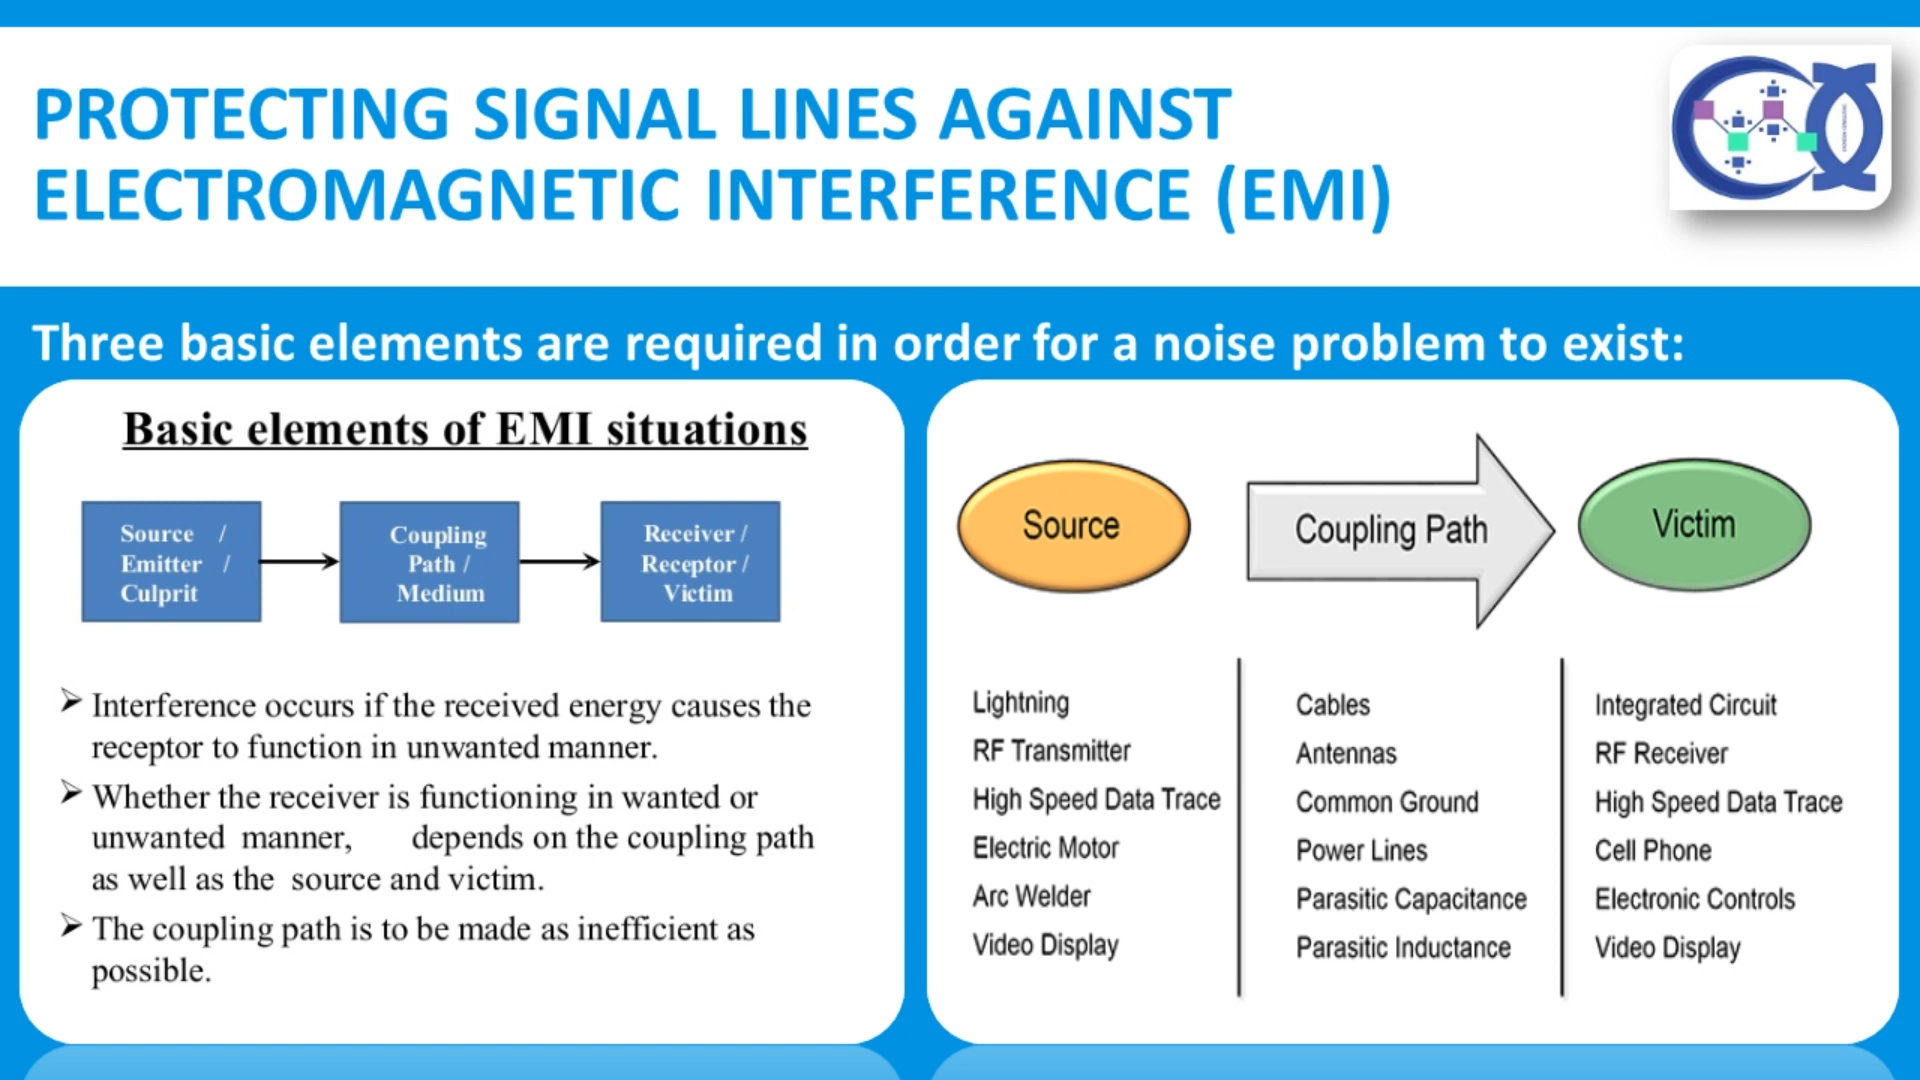 PROTECTING SIGNAL LINES AGAINST
ELECTROMAGNETIC INTERFERENCE (EMI)
Three basic elements are required in order for a noise problem to exist:
Basic elements of EMI situations
Source /
Emitter /
Culprit
Coupling
Path /
Medium
Receiver /
Receptor /
Victim
➢ Interference occurs if the received energy causes the
receptor to function in unwanted manner.
➢ Whether the receiver is functioning in wanted or
unwanted manner, depends on the coupling path
as well as the source and victim.
➢ The coupling path is to be made as inefficient as
possible.
Source
Coupling Path
Victim
Lightning
RF Transmitter
High Speed Data Trace
Electric Motor
Arc Welder
Video Display
Cables
Antennas
Common Ground
Power Lines
Parasitic Capacitance
Parasitic Inductance
Integrated Circuit
RF Receiver
High Speed Data Trace
Cell Phone
Electronic Controls
Video Display